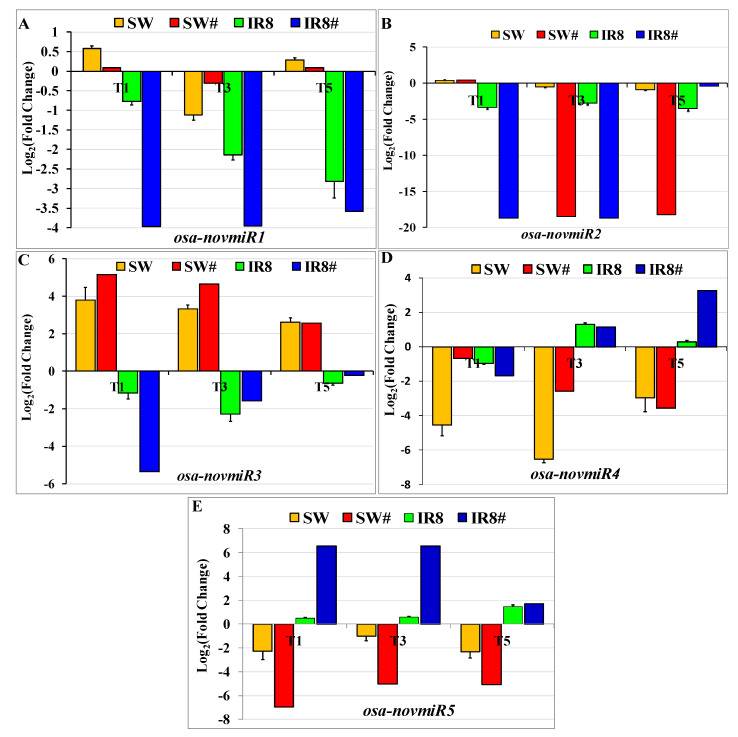 A
SW SW# IR8 IR8#
1
0.5
0
-0.5
-1
-1.5
-2
-2.5
-3
-3.5
-4
Log2(Fold Change)
T1 T3 T5
osa-novmiR1
B
SW SW# IR8 IR8#
5
0
-5
-10
-15
-20
Log2(Fold Change)
T1 T3 T5
osa-novmiR2
C
SW SW# IR8 IR8#
6
4
2
0
-2
-4
-6
Log2(Fold Change)
T1 T3 T5
osa-novmiR3
D
SW SW# IR8 IR8#
4
2
0
-2
-4
-6
-8
Log2(Fold Change)
T1 T3 T5
osa-novmiR4
E
SW SW# IR8 IR8#
8
6
4
2
0
-2
-4
-6
-8
Log2(Fold Change)
T1 T3 T5
osa-novmiR5